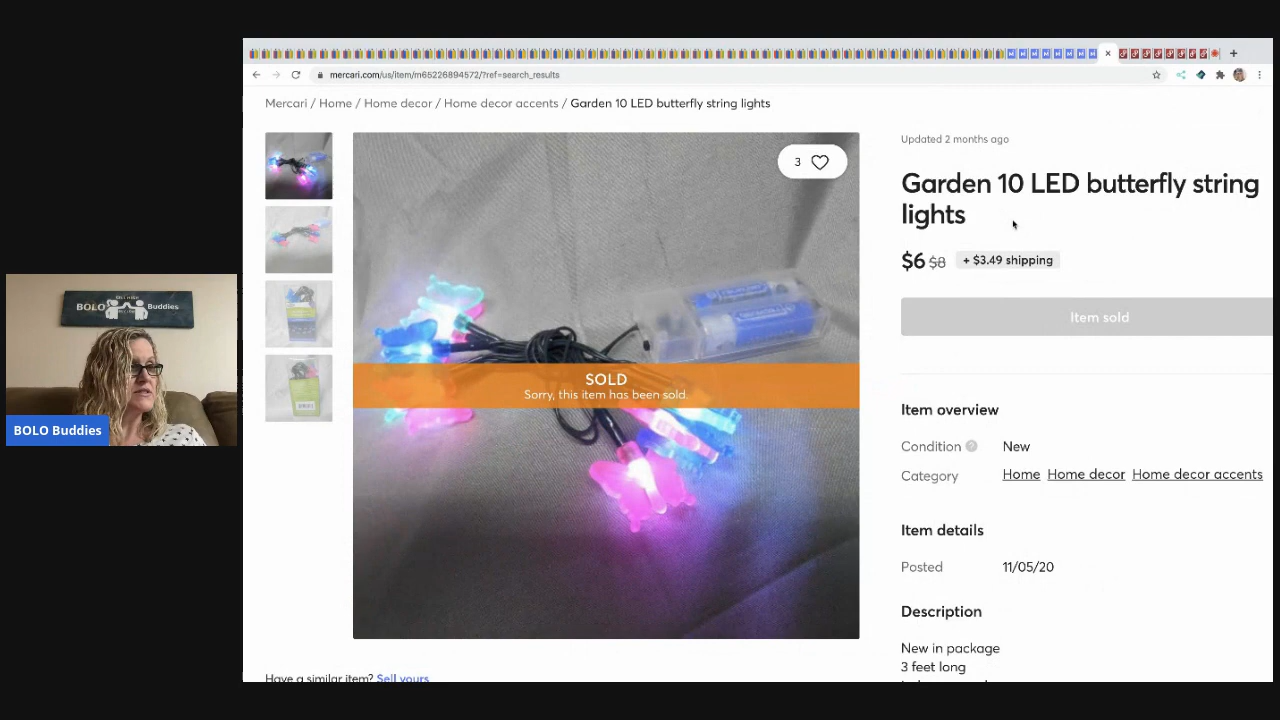 mercari.com/us/item/m65226894572/?ref=search_results
Mercari / Home / Home decor / Home decor accents / Garden 10 LED butterfly string lights
3
SOLD
Sorry, this item has been sold.
Updated 2 months ago
Garden 10 LED butterfly string
lights
$6 $8 + $3.49 shipping
Item sold
Item overview
Condition ? New
Category Home Home decor Home decor accents
Item details
Posted 11/05/20
Description
New in package
3 feet long
Have a similar item? Sell yours
BOLO Buddies
BOLO Buddies